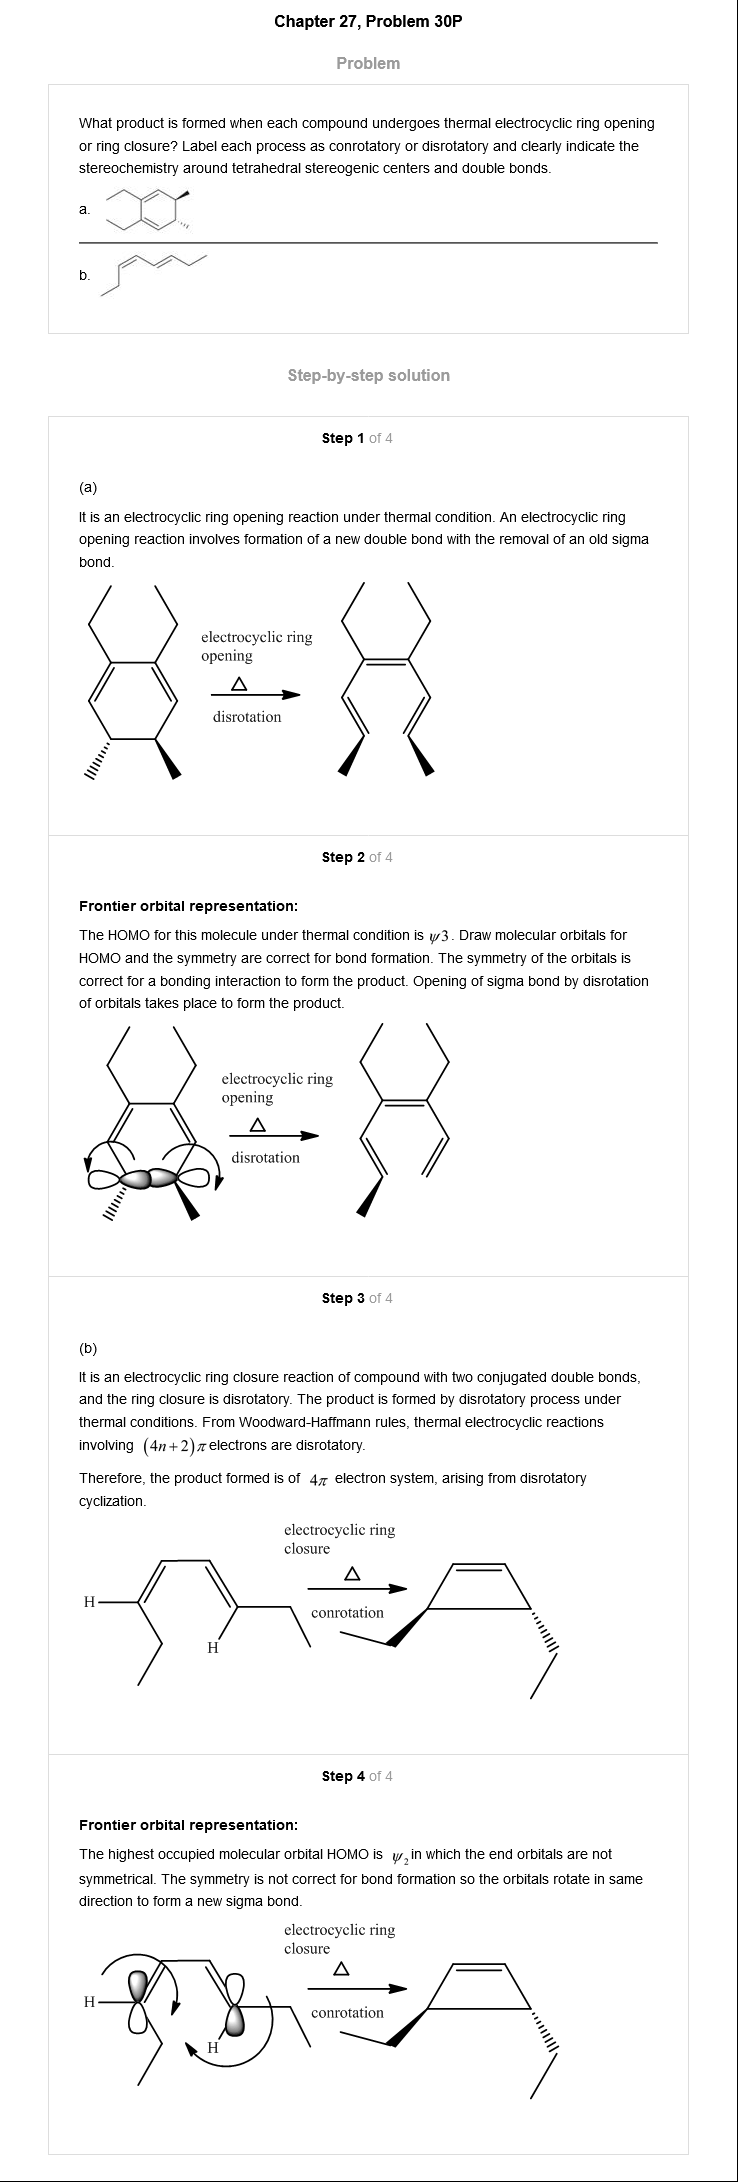 Chapter 27, Problem 30P
Problem
What product is formed when each compound undergoes thermal electrocyclic ring opening
or ring closure? Label each process as conrotatory or disrotatory and clearly indicate the
stereochemistry around tetrahedral stereogenic centers and double bonds.
a.
b.
Step-by-step solution
Step 1 of 4
(a)
It is an electrocyclic ring opening reaction under thermal condition. An electrocyclic ring
opening reaction involves formation of a new double bond with the removal of an old sigma
bond.
electrocyclic ring
opening
Δ
disrotation
Step 2 of 4
Frontier orbital representation:
The HOMO for this molecule under thermal condition is ψ3. Draw molecular orbitals for
HOMO and the symmetry are correct for bond formation. The symmetry of the orbitals is
correct for a bonding interaction to form the product. Opening of sigma bond by disrotation
of orbitals takes place to form the product.
electrocyclic ring
opening
Δ
disrotation
Step 3 of 4
(b)
It is an electrocyclic ring closure reaction of compound with two conjugated double bonds,
and the ring closure is disrotatory. The product is formed by disrotatory process under
thermal conditions. From Woodward-Haffmann rules, thermal electrocyclic reactions
involving (4n+2)π electrons are disrotatory.
Therefore, the product formed is of 4π electron system, arising from disrotatory
cyclization.
electrocyclic ring
closure
Δ
H
conrotation
H
Step 4 of 4
Frontier orbital representation:
The highest occupied molecular orbital HOMO is ψ₂ in which the end orbitals are not
symmetrical. The symmetry is not correct for bond formation so the orbitals rotate in same
direction to form a new sigma bond.
electrocyclic ring
closure
Δ
H
conrotation
H